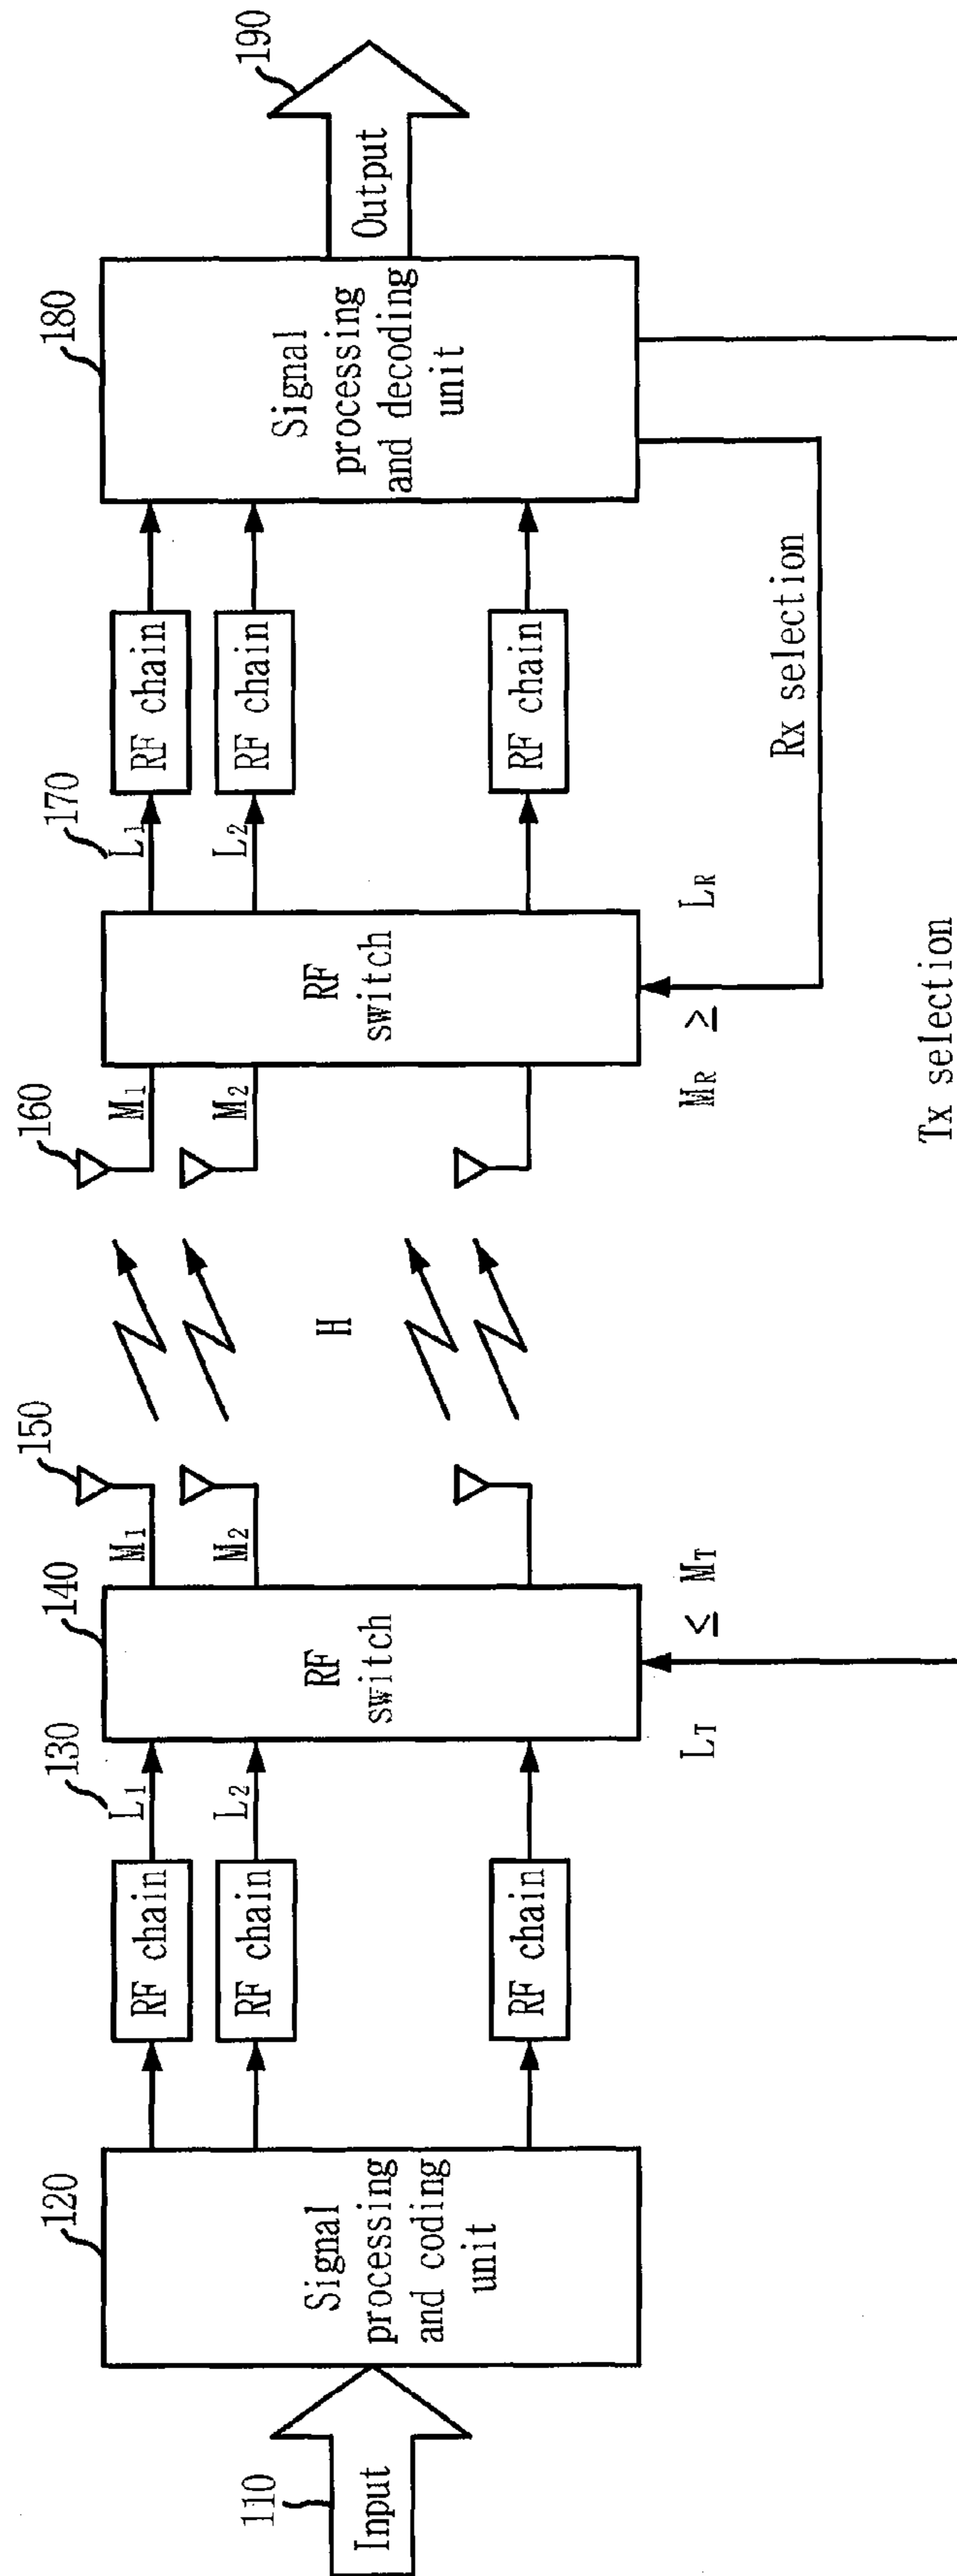 110
Input
120
Signal
processing
and coding
unit
RF chain
RF chain
RF chain
130
L1
L2
140
RF
switch
LT ≤ MT
M1
M2
150
H
160
M1
M2
RF
switch
MR ≥ LR
170
L1
L2
RF chain
RF chain
RF chain
180
Signal
processing
and decoding
unit
190
Output
Rx selection
Tx selection